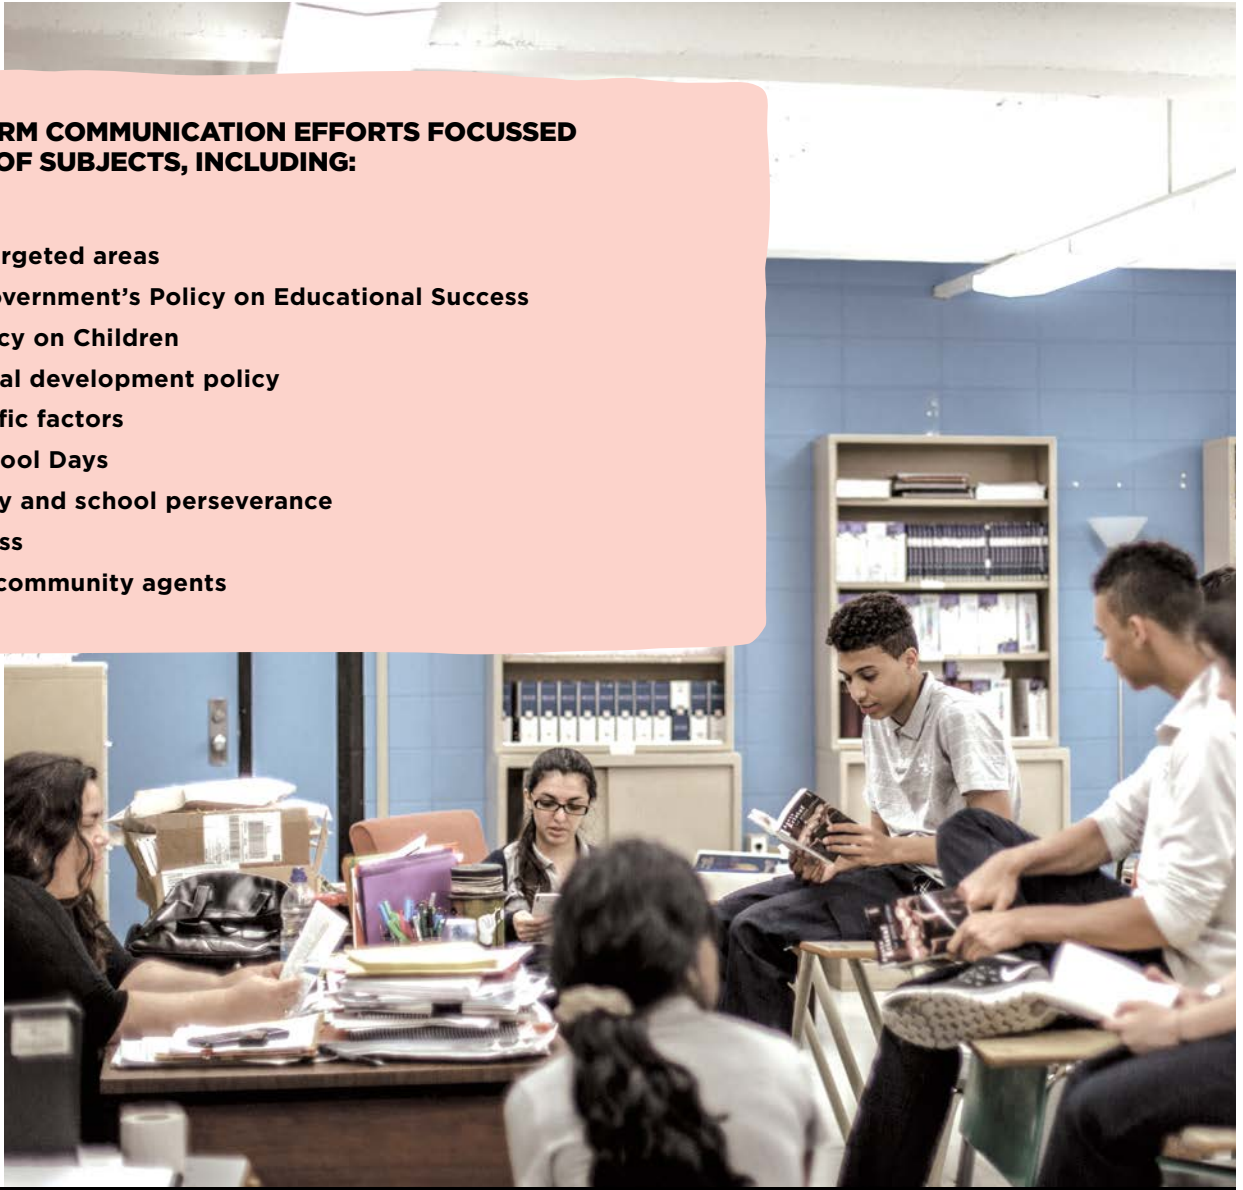 RM COMMUNICATION EFFORTS FOCUSSED
OF SUBJECTS, INCLUDING:
rgeted areas
overnment's Policy on Educational Success
cy on Children
al development policy
fic factors
ool Days
y and school perseverance
ss
community agents